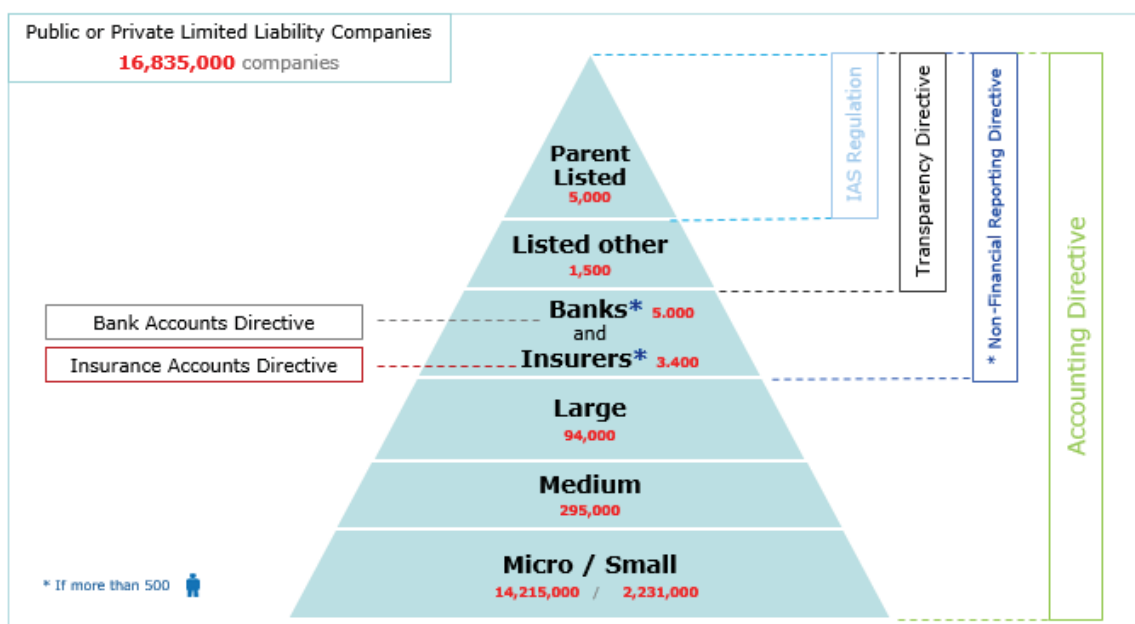 Public or Private Limited Liability Companies
16,835,000 companies
Parent
Listed
5,000
Listed other
1,500
Banks* 5.000
and
Insurers* 3.400
Large
94,000
Medium
295,000
Micro / Small
14,215,000 / 2,231,000
Bank Accounts Directive
Insurance Accounts Directive
* If more than 500
IAS Regulation
Transparency Directive
* Non-Financial Reporting Directive
Accounting Directive